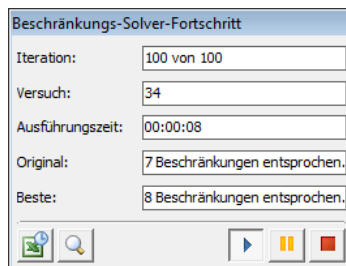 Beschränkungs-Solver-Fortschritt
Iteration: 100 von 100
Versuch: 34
Ausführungszeit: 00:00:08
Original: 7 Beschränkungen entsprochen.
Beste: 8 Beschränkungen entsprochen.